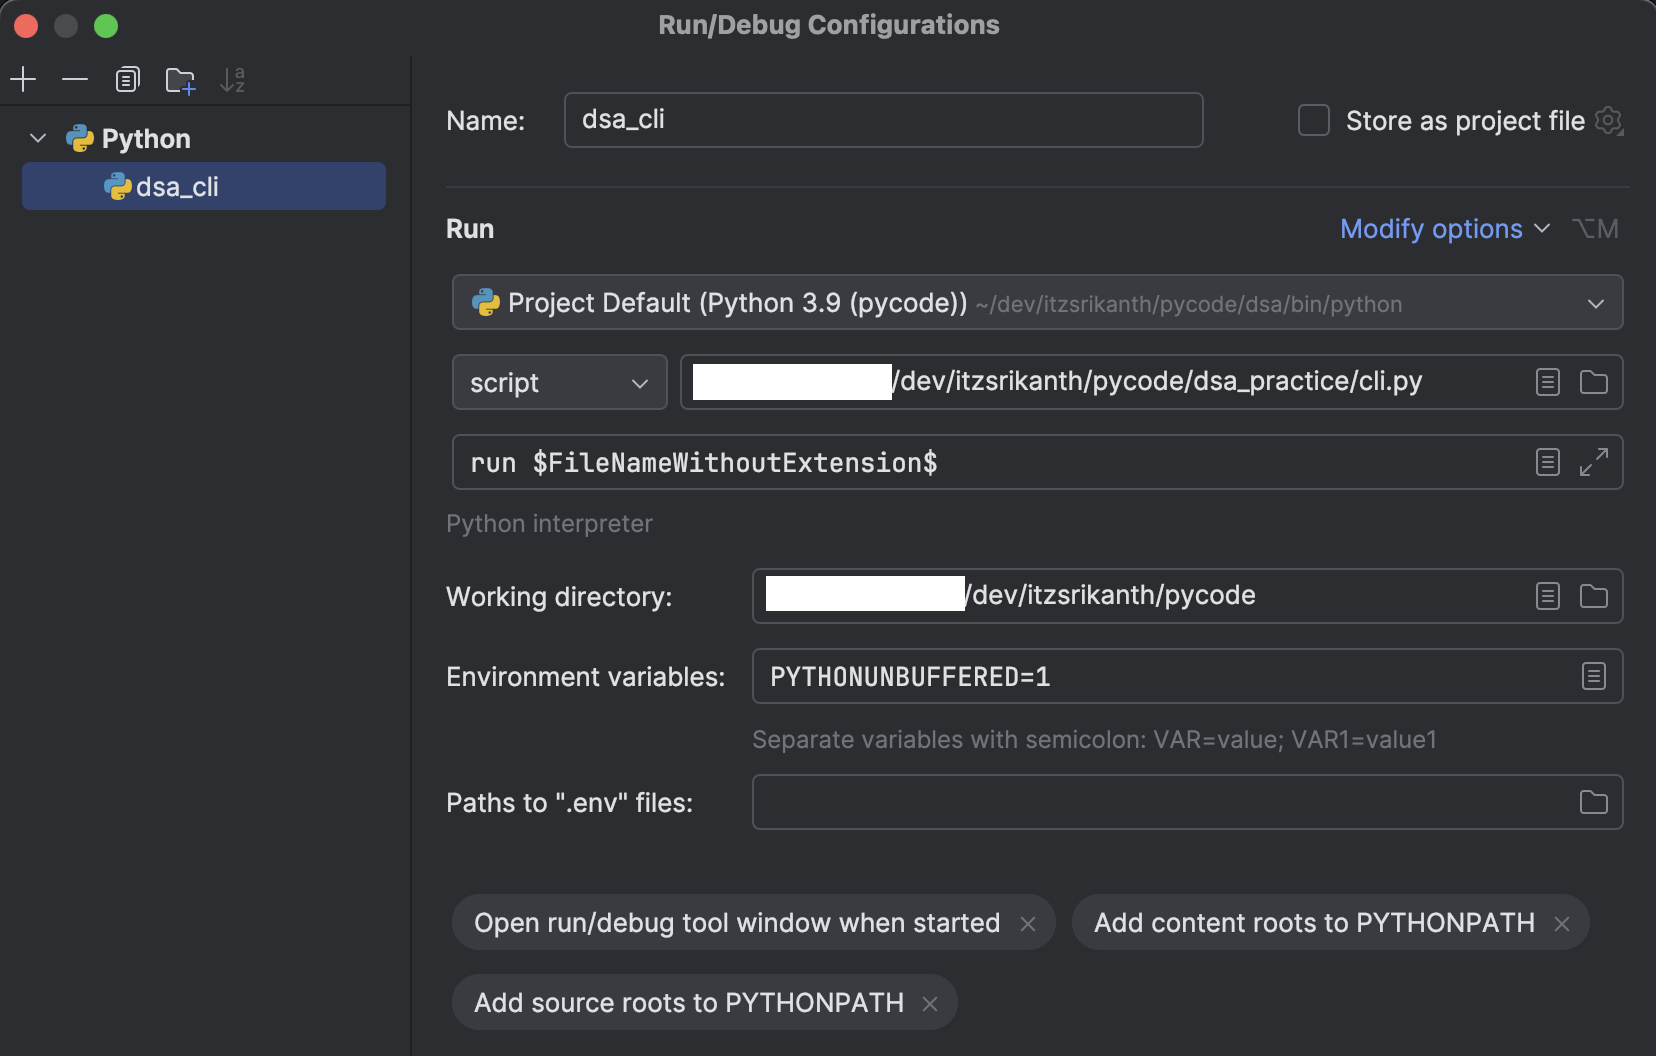 Run/Debug Configurations
Python
dsa_cli
Name:
dsa_cli
Store as project file
Run
Modify options ⌥M
Project Default (Python 3.9 (pycode)) ~/dev/itzsrikanth/pycode/dsa/bin/python
script
/dev/itzsrikanth/pycode/dsa_practice/cli.py
run $FileNameWithoutExtension$
Python interpreter
Working directory:
/dev/itzsrikanth/pycode
Environment variables:
PYTHONUNBUFFERED=1
Separate variables with semicolon: VAR=value; VAR1=value1
Paths to ".env" files:
Open run/debug tool window when started
Add content roots to PYTHONPATH
Add source roots to PYTHONPATH